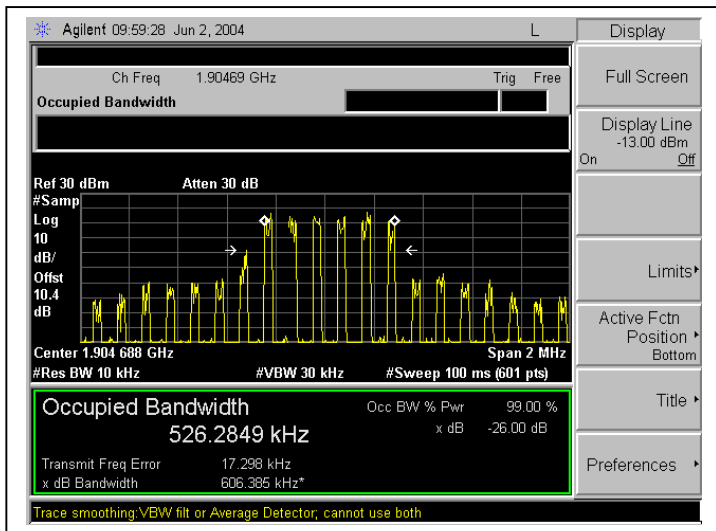 Agilent 09:59:28 Jun 2, 2004 L
Display
Ch Freq 1.90469 GHz Trig Free
Occupied Bandwidth
Full Screen
Display Line
-13.00 dBm
On Off
Ref 30 dBm Atten 30 dB
#Samp
Log
10
dB/
Offst
10.4
dB
Center 1.904 688 GHz Span 2 MHz
#Res BW 10 kHz #VBW 30 kHz #Sweep 100 ms (601 pts)
Limits
Active Fctn
Position
Bottom
Occupied Bandwidth Occ BW % Pwr 99.00 %
526.2849 kHz x dB -26.00 dB
Transmit Freq Error 17.298 kHz
x dB Bandwidth 606.385 kHz*
Title
Preferences
Trace smoothing:VBW filt or Average Detector; cannot use both